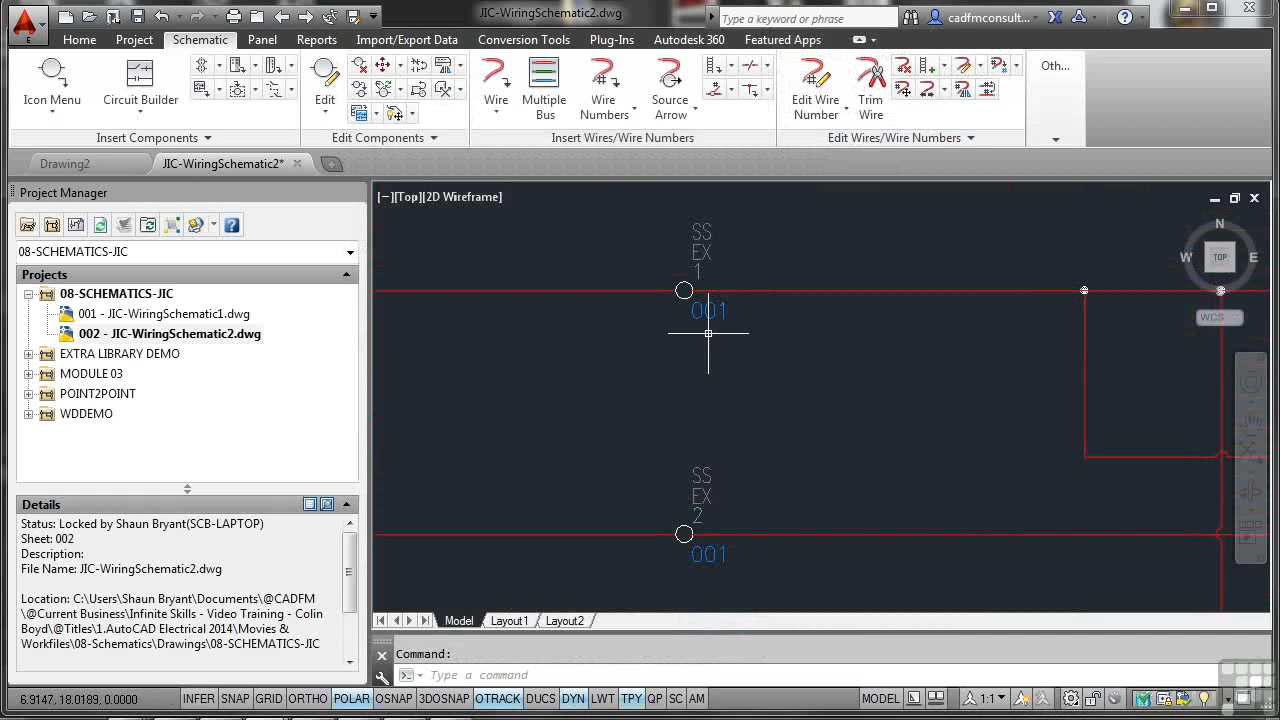 JIC-WiringSchematic2.dwg
Type a keyword or phrase
cadfmconsult...
E
Home Project Schematic Panel Reports Import/Export Data Conversion Tools Plug-Ins Autodesk 360 Featured Apps
Icon Menu
Circuit Builder
Edit
Wire
Multiple
Bus
Wire
Numbers
Source
Arrow
Edit Wire
Number
Trim
Wire
Oth...
Insert Components
Edit Components
Insert Wires/Wire Numbers
Edit Wires/Wire Numbers
Drawing2
JIC-WiringSchematic2*
Project Manager
08-SCHEMATICS-JIC
Projects
08-SCHEMATICS-JIC
001 - JIC-WiringSchematic1.dwg
002 - JIC-WiringSchematic2.dwg
EXTRA LIBRARY DEMO
MODULE 03
POINT2POINT
WDDEMO
Details
Status: Locked by Shaun Bryant(SCB-LAPTOP)
Sheet: 002
Description:
File Name: JIC-WiringSchematic2.dwg
Location: C:\Users\Shaun Bryant\Documents\@CADFM
\@Current Business\Infinite Skills - Video Training - Colin
Boyd\@Titles\1.AutoCAD Electrical 2014\Movies &
Workfiles\08-Schematics\Drawings\08-SCHEMATICS-JIC
[−][Top][2D Wireframe]
SS
EX
1
001
SS
EX
2
001
N
W TOP E
S
WCS
Model Layout1 Layout2
Command:
Type a command
6.9147, 18.0189, 0.0000
INFER SNAP GRID ORTHO POLAR OSNAP 3DOSNAP OTRACK DUCS DYN LWT TPY QP SC AM
MODEL
1:1